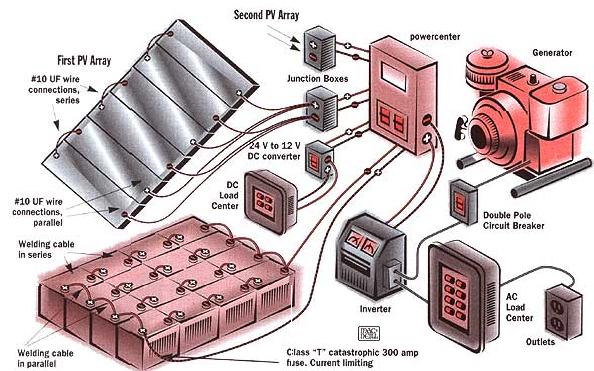 Second PV Array
powercenter
Generator
First PV Array
#10 UF wire
connections,
series
Junction Boxes
24 V to 12 V
DC converter
DC
Load
Center
#10 UF wire
connections,
parallel
Double Pole
Circuit Breaker
Welding cable
in series
Inverter
AC
Load
Center
Outlets
Welding cable
in parallel
Class "T" catastrophic 300 amp
fuse. Current limiting